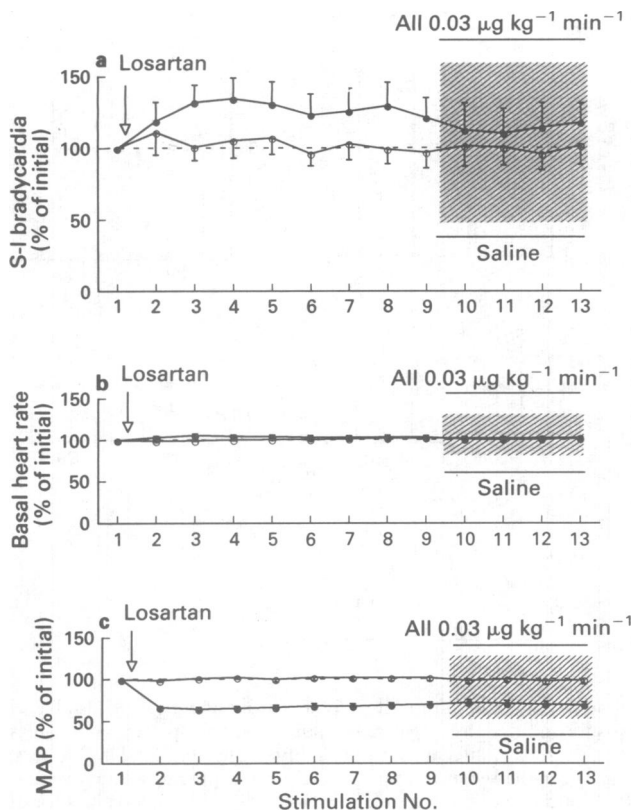 All 0.03 µg kg⁻¹ min⁻¹
a Losartan
150
100
50
0
S-I bradycardia
(% of initial)
Saline
1 2 3 4 5 6 7 8 9 10 11 12 13
b Losartan
All 0.03 µg kg⁻¹ min⁻¹
150
100
50
0
Basal heart rate
(% of initial)
Saline
1 2 3 4 5 6 7 8 9 10 11 12 13
c Losartan
All 0.03 µg kg⁻¹ min⁻¹
150
100
50
0
MAP (% of initial)
Saline
1 2 3 4 5 6 7 8 9 10 11 12 13
Stimulation No.